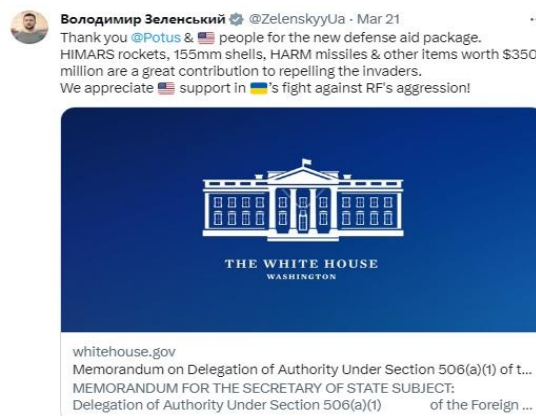 Володимир Зеленський @ZelenskyyUa · Mar 21
Thank you @Potus & 🇺🇸 people for the new defense aid package.
HIMARS rockets, 155mm shells, HARM missiles & other items worth $350
million are a great contribution to repelling the invaders.
We appreciate 🇺🇸 support in 🇺🇦's fight against RF's aggression!
THE WHITE HOUSE
WASHINGTON
whitehouse.gov
Memorandum on Delegation of Authority Under Section 506(a)(1) of t...
MEMORANDUM FOR THE SECRETARY OF STATE SUBJECT:
Delegation of Authority Under Section 506(a)(1) of the Foreign ...